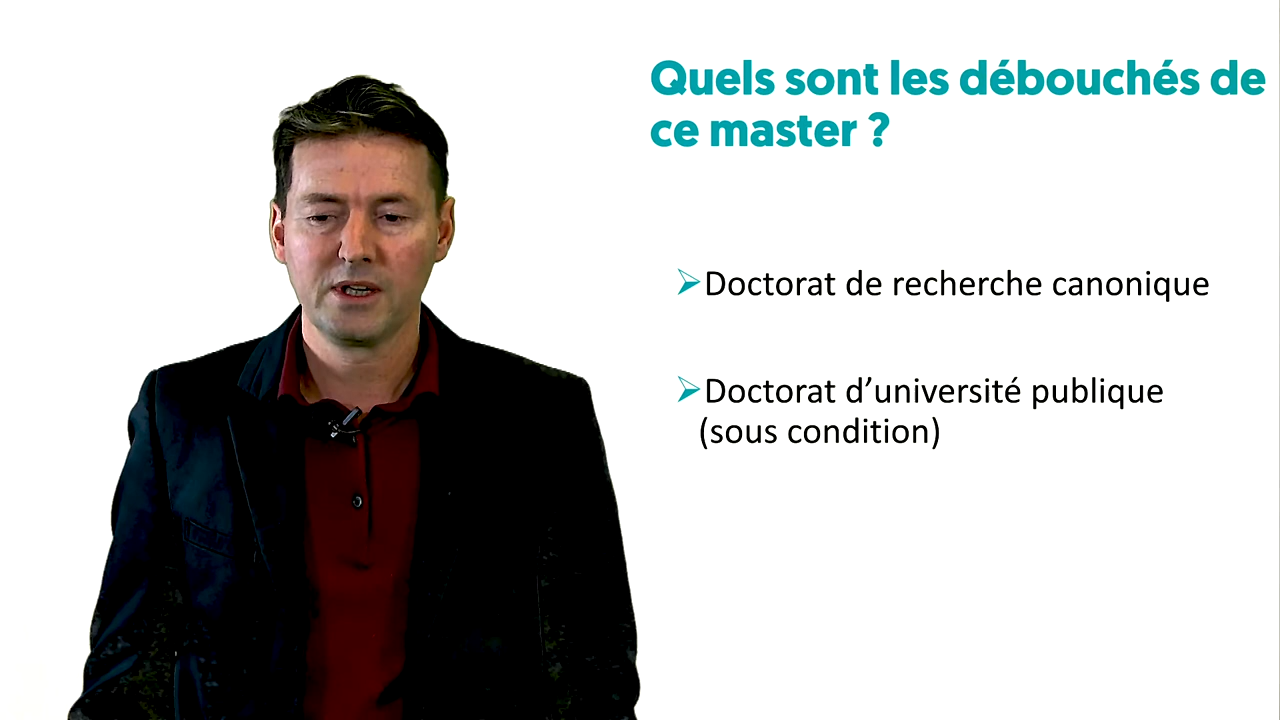 Quels sont les débouchés de
ce master ?
Doctorat de recherche canonique
Doctorat d’université publique
(sous condition)